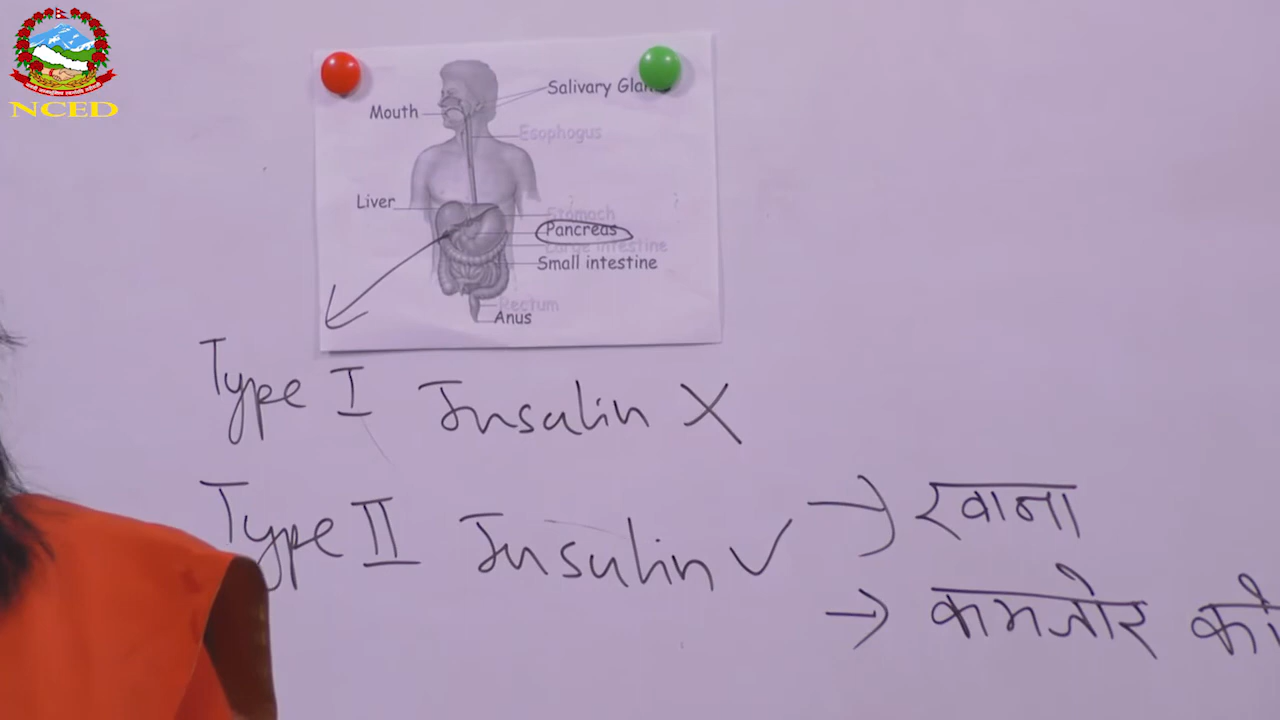 NCED
Salivary Glan
Mouth
Esophogus
Liver
Stomach
Pancreas
Large intestine
Small intestine
Rectum
Anus
Type I Insulin X
Type II Insulin ✓ → खाना
→ कमजोर